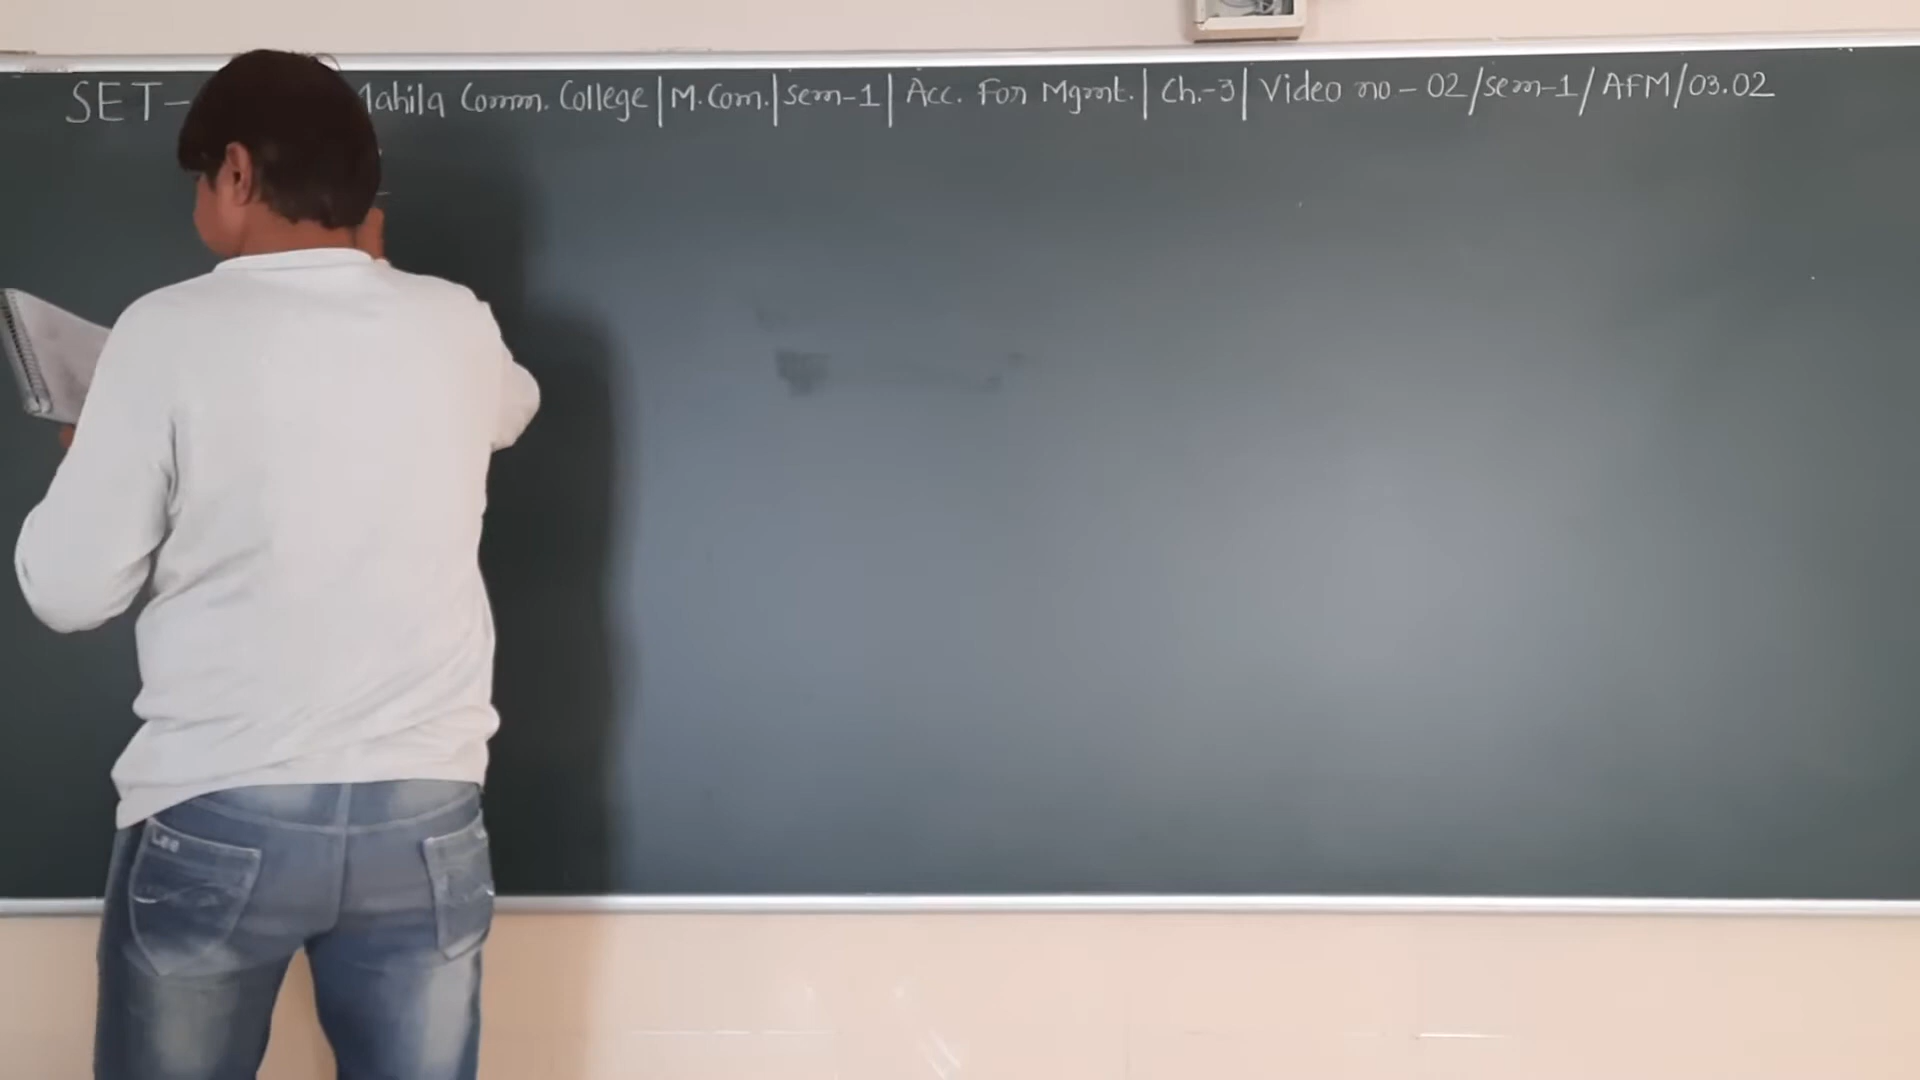 SET- Mahila Comm. College | M.Com. | Sem-1 | Acc. For Mgmt. | Ch.-3 | Video no - 02/sem-1/AFM/03.02
Lee